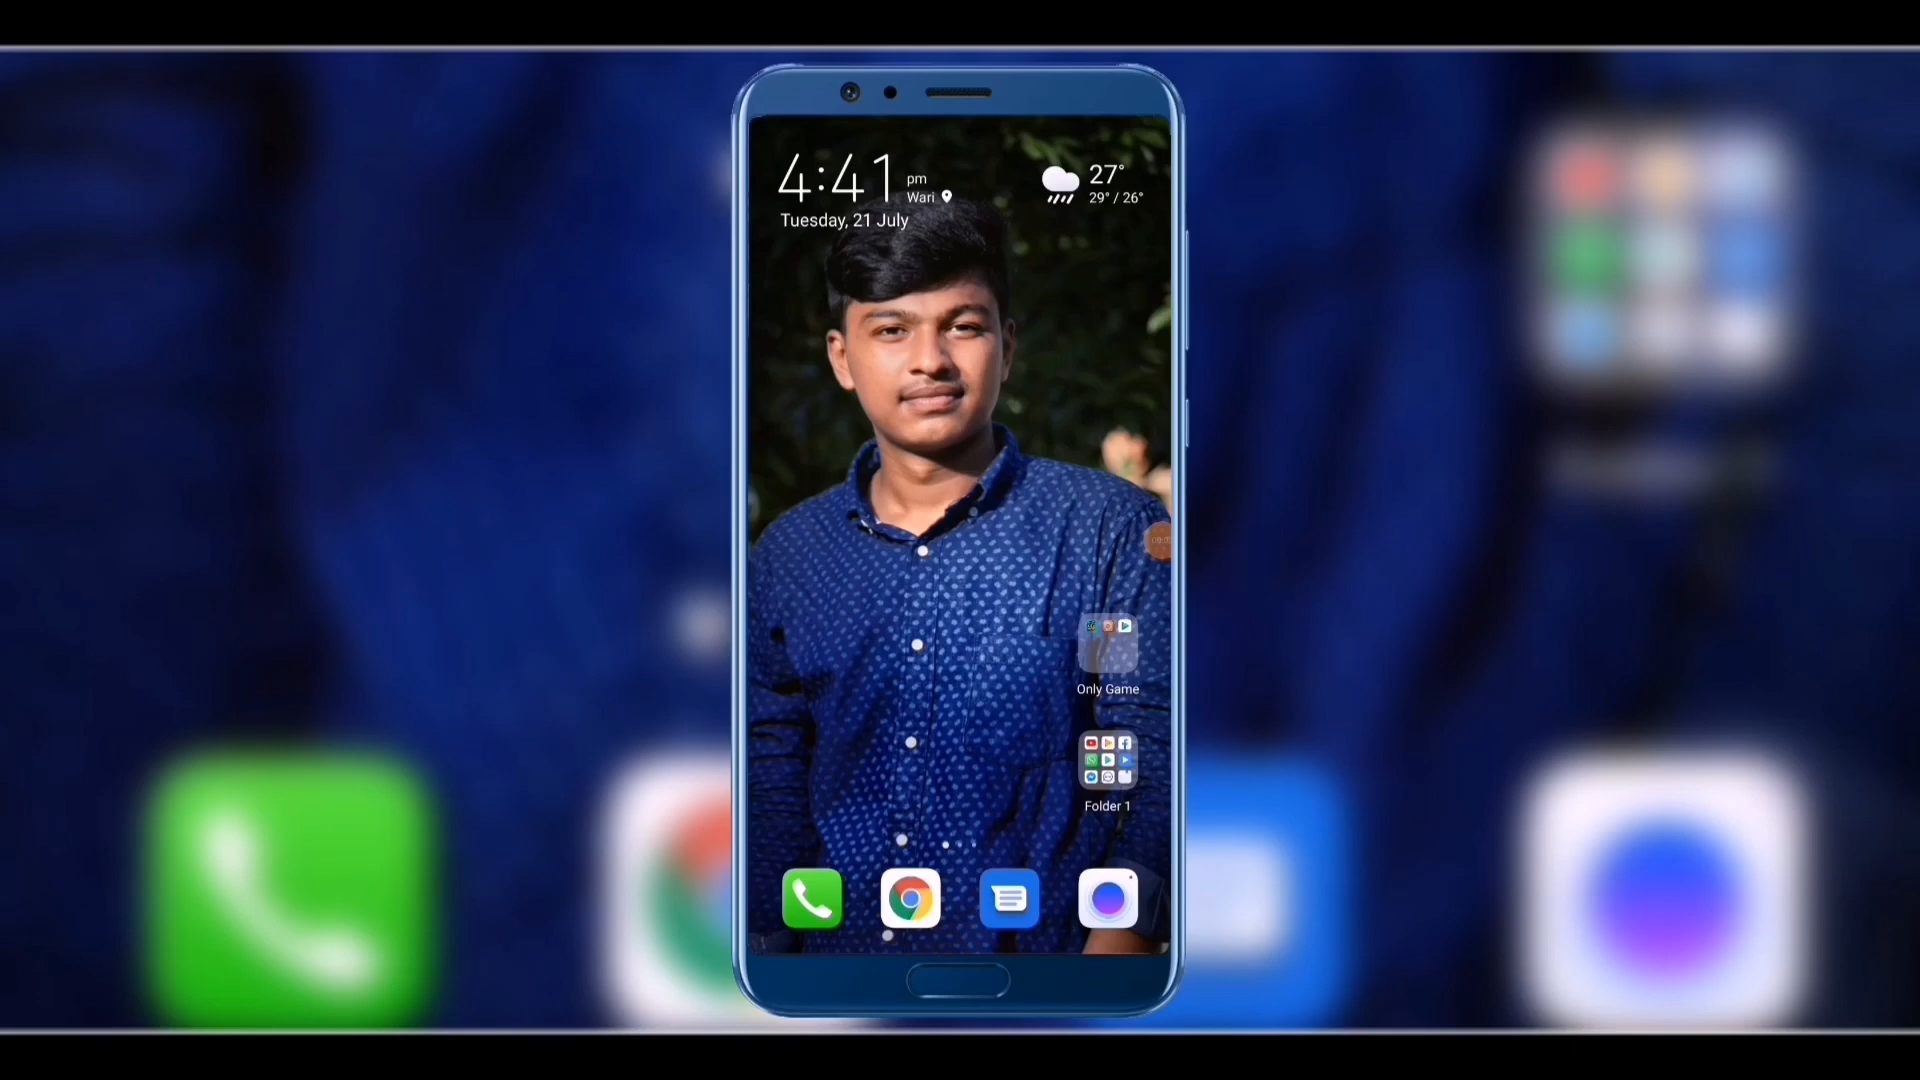 4:41 pm
Wari
Tuesday, 21 July
27°
29° / 26°
Only Game
Folder 1